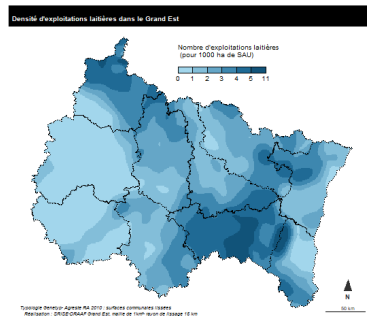 Densité d'exploitations laitières dans le Grand Est
Nombre d'exploitations laitières
(pour 1000 ha de SAU)
0 1 2 3 4 5 11
Typologie Genetyp Agreste RA 2010 : surfaces communales lissées
Réalisation : SRISE/DRAAF Grand Est, maille de 1km² rayon de lissage 15 km
N
50 km